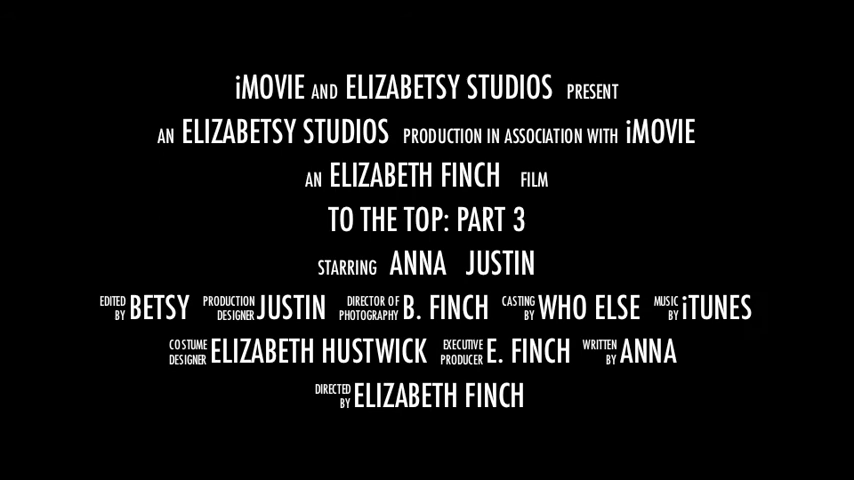 iMOVIE AND ELIZABETSY STUDIOS PRESENT
AN ELIZABETSY STUDIOS PRODUCTION IN ASSOCIATION WITH iMOVIE
AN ELIZABETH FINCH FILM
TO THE TOP: PART 3
STARRING ANNA JUSTIN
EDITED BY BETSY PRODUCTION DESIGNER JUSTIN DIRECTOR OF PHOTOGRAPHY B. FINCH CASTING BY WHO ELSE MUSIC BY iTUNES
COSTUME DESIGNER ELIZABETH HUSTWICK EXECUTIVE PRODUCER E. FINCH WRITTEN BY ANNA
DIRECTED BY ELIZABETH FINCH